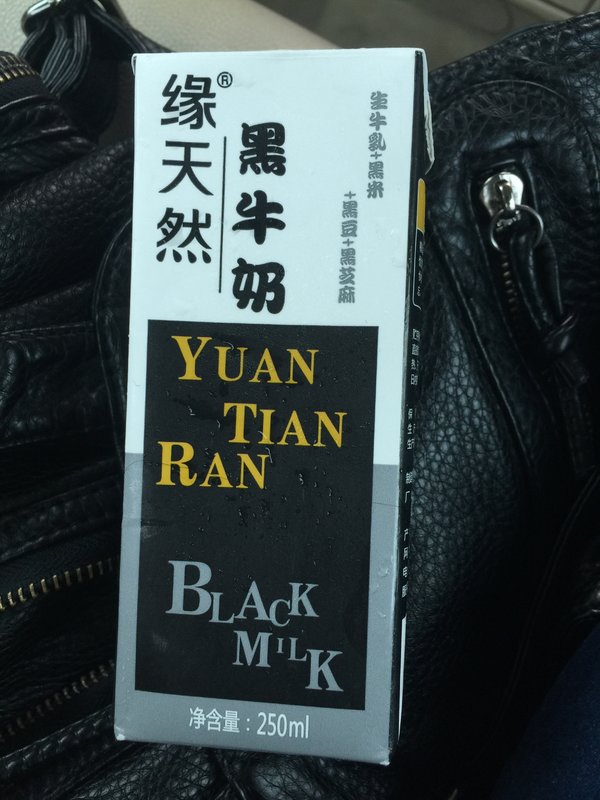 缘天然®
黑牛奶
生牛乳+黑米
+黑豆+黑芝麻
YUAN
TIAN
RAN
BLACK
MILK
净含量：250ml